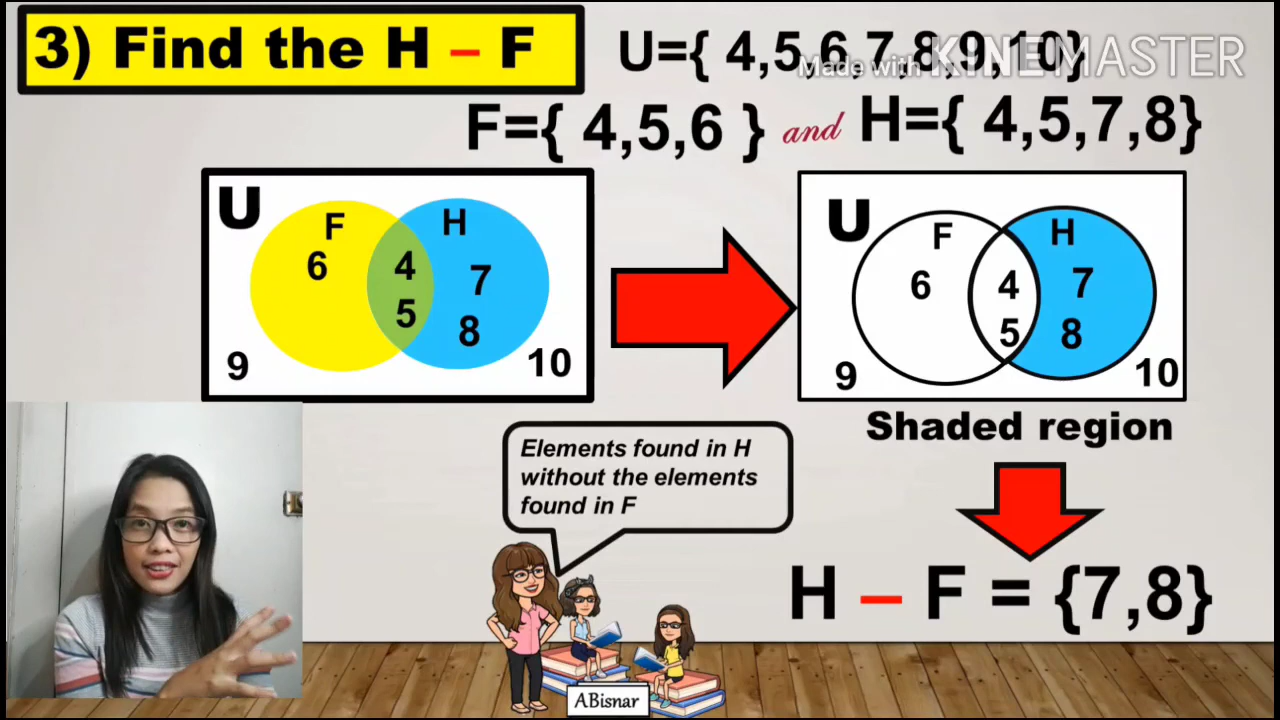 3) Find the H – F
U={ 4,5,6,7,8,9,10}
Made with KINEMASTER
F={ 4,5,6 } and H={ 4,5,7,8}
U
F
H
6
4
7
5
8
9
10
U
F
H
6
4
7
5
8
9
10
Shaded region
Elements found in H
without the elements
found in F
H – F = {7,8}
ABisnar